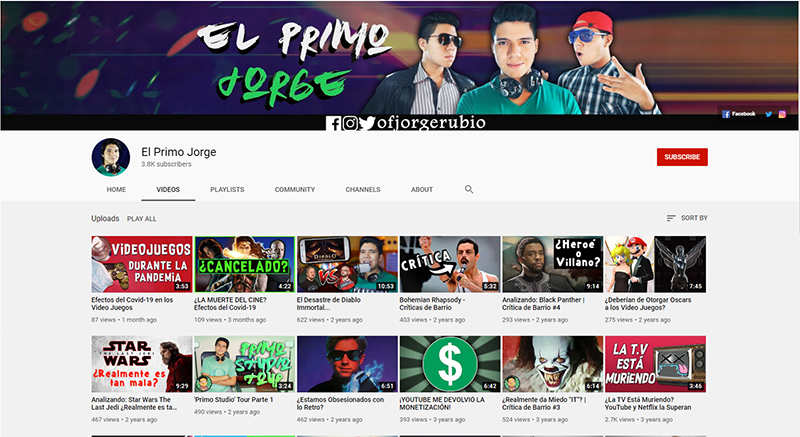 EL PRIMO
JORGE
ofjorgerubio
Facebook
El Primo Jorge
3.8K subscribers
SUBSCRIBE
HOME VIDEOS PLAYLISTS COMMUNITY CHANNELS ABOUT
Uploads PLAY ALL SORT BY
VIDEOJUEGOS
DURANTE LA
PANDEMIA
3:53
Efectos del Covid-19 en los
Video Juegos
87 views • 1 month ago
¿CANCELADO?
4:22
¿LA MUERTE DEL CINE?
Efectos del Covid-19
109 views • 3 months ago
DIABLO
VS
10:53
El Desastre de Diablo
Immortal...
622 views • 2 years ago
CRÍTICA
5:32
Bohemian Rhapsody -
Críticas de Barrio
403 views • 2 years ago
¿Heroé
o
Villano?
9:14
Analizando: Black Panther |
Crítica de Barrio #4
293 views • 2 years ago
7:45
¿Deberían de Otorgar Oscars
a los Video Juegos?
275 views • 2 years ago
STAR
WARS
THE LAST JEDI
¿Realmente es
tan mala?
9:29
Analizando: Star Wars The
Last Jedi ¿Realmente es ta...
467 views • 2 years ago
PRIMO
STUDIO
TOUR
3:24
'Primo Studio' Tour Parte 1
490 views • 2 years ago
6:51
¿Estamos Obsesionados con
lo Retro?
462 views • 2 years ago
$
6:42
¡YOUTUBE ME DEVOLVIO LA
MONETIZACIÓN!
393 views • 2 years ago
6:14
¿Realmente da Miedo "IT"? |
Crítica de Barrio #3
524 views • 2 years ago
LA T.V
ESTÁ
MURIENDO
3:46
¿La TV Está Muriendo?
YouTube y Netflix la Superan
2.7K views • 3 years ago